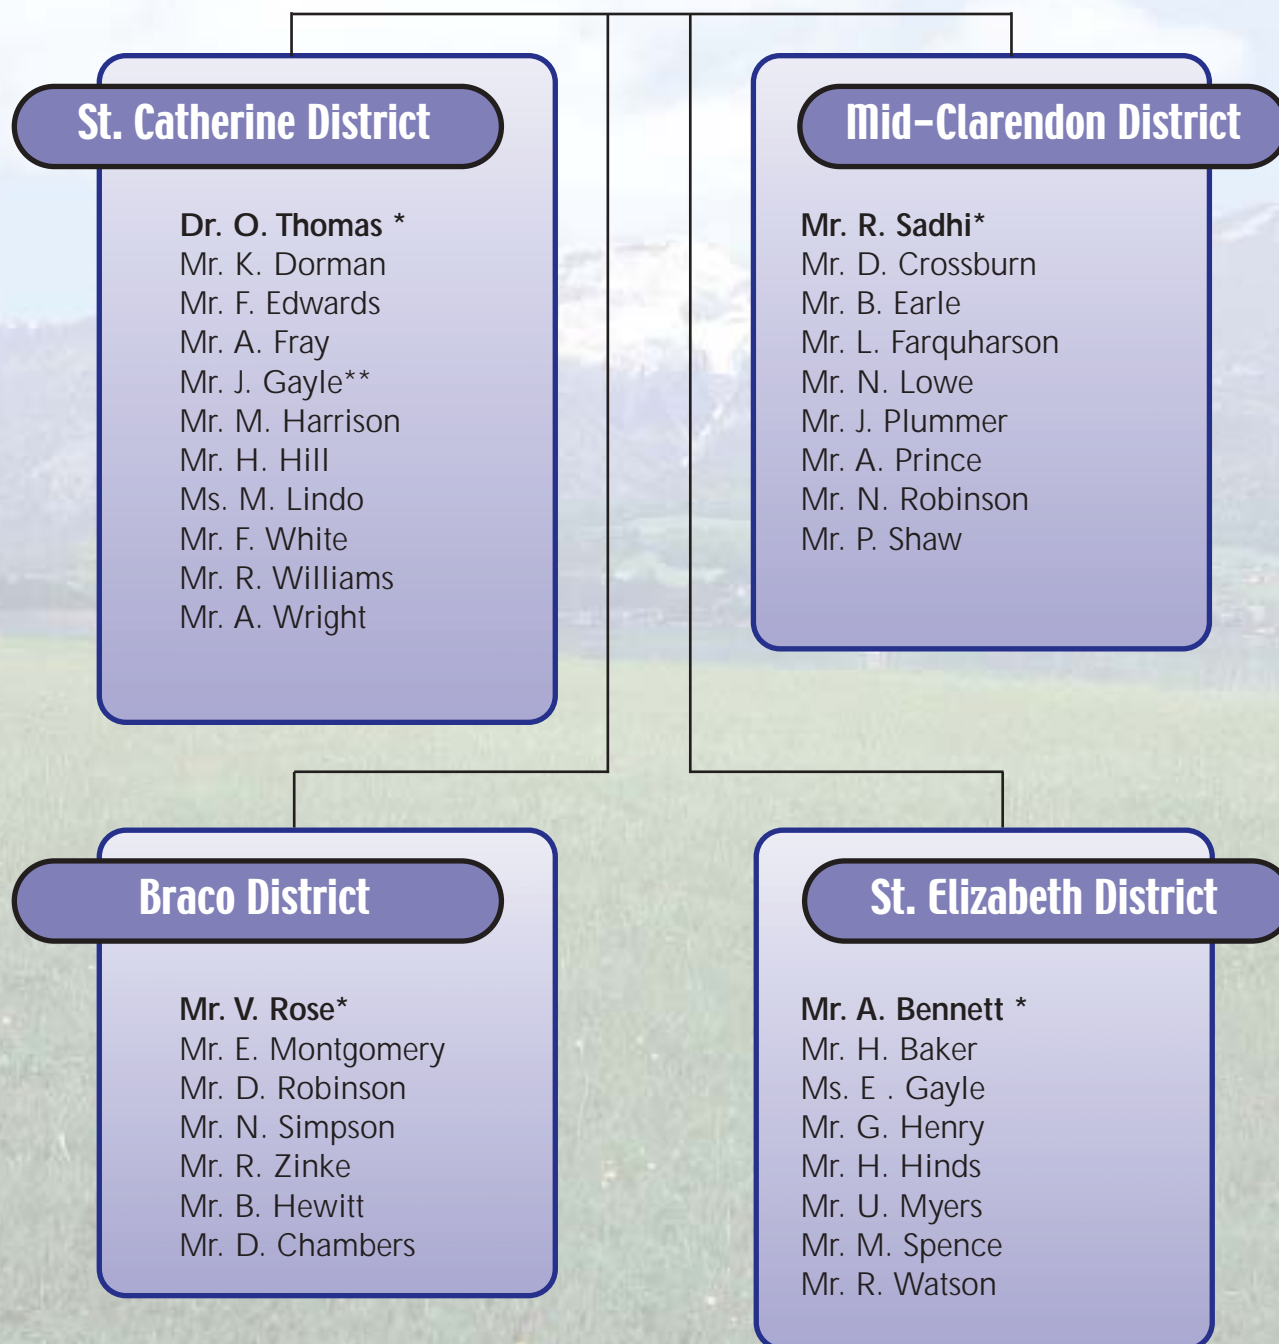 St. Catherine District
Dr. O. Thomas *
Mr. K. Dorman
Mr. F. Edwards
Mr. A. Fray
Mr. J. Gayle**
Mr. M. Harrison
Mr. H. Hill
Ms. M. Lindo
Mr. F. White
Mr. R. Williams
Mr. A. Wright
Mid-Clarendon District
Mr. R. Sadhi*
Mr. D. Crossburn
Mr. B. Earle
Mr. L. Farquharson
Mr. N. Lowe
Mr. J. Plummer
Mr. A. Prince
Mr. N. Robinson
Mr. P. Shaw
Braco District
Mr. V. Rose*
Mr. E. Montgomery
Mr. D. Robinson
Mr. N. Simpson
Mr. R. Zinke
Mr. B. Hewitt
Mr. D. Chambers
St. Elizabeth District
Mr. A. Bennett *
Mr. H. Baker
Ms. E . Gayle
Mr. G. Henry
Mr. H. Hinds
Mr. U. Myers
Mr. M. Spence
Mr. R. Watson